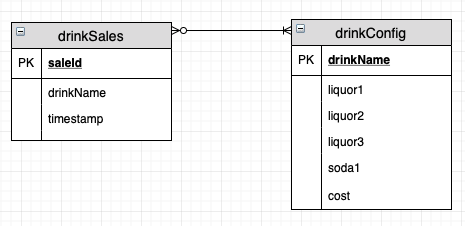 drinkSales
PK saleId
drinkName
timestamp
drinkConfig
PK drinkName
liquor1
liquor2
liquor3
soda1
cost